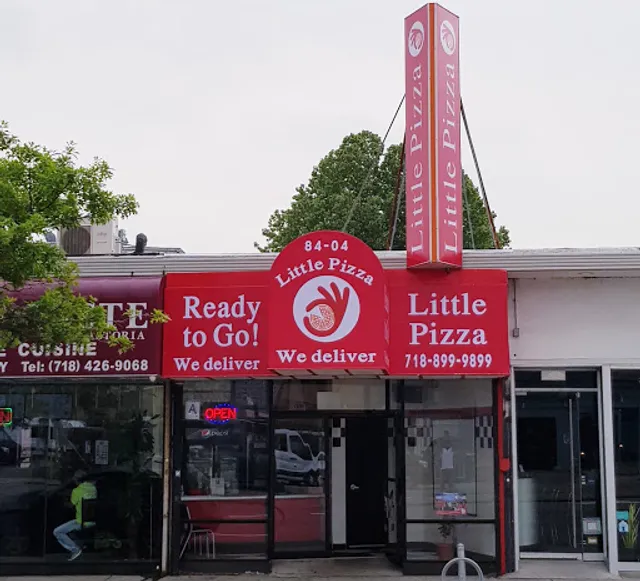 Little Pizza
Little Pizza
84-04
Little Pizza
We deliver
Ready
to Go!
We deliver
Little
Pizza
718-899-9899
TORIA
CUISINE
Tel: (718) 426-9068
A
OPEN